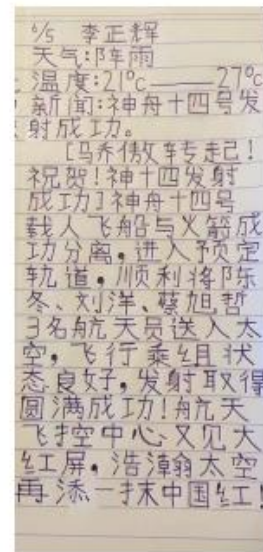 6/5 李正辉
天气:阵雨
温度:21℃——27℃
新闻:神舟十四号发
射成功。
【马乔傲专走起!
祝贺!神十四发射
成功】神舟十四号
载人飞船与火箭成
功分离,进入预定
轨道,顺利将陈
冬、刘洋、蔡旭哲
3名航天员送入太
空,飞行乘组状
态良好,发射取得
圆满成功!航天
飞控中心又见大
红屏,浩瀚太空
再添一抹中国红!